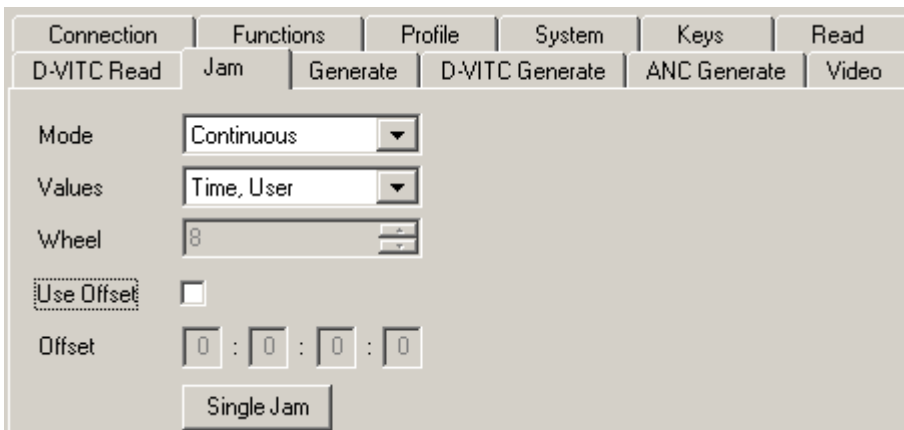 Connection Functions Profile System Keys Read
D-VITC Read Jam Generate D-VITC Generate ANC Generate Video
Mode Continuous
Values Time, User
Wheel 8
Use Offset
Offset 0 : 0 : 0 : 0
Single Jam